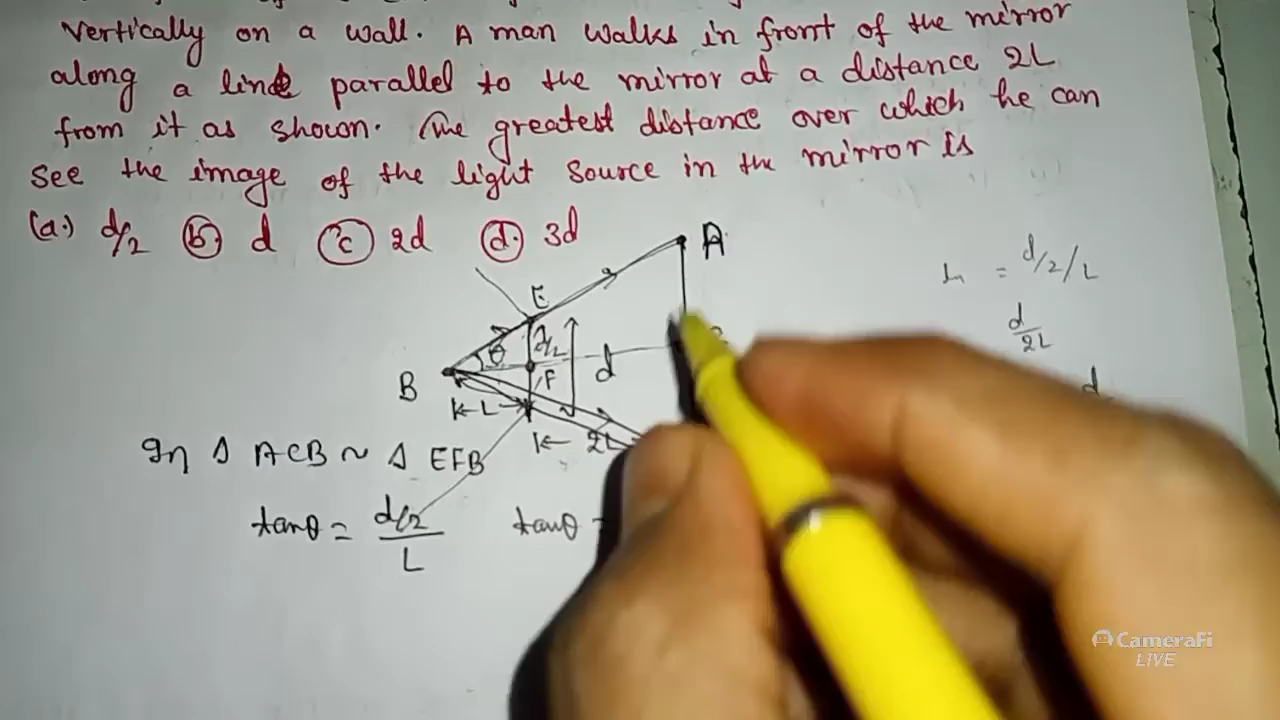 Vertically on a wall. A man walks in front of the mirror
along a line parallel to the mirror at a distance 2L
from it as shown. The greatest distance over which he can
See the image of the light Source in the mirror is
(a.) d/2 (b.) d (c) 2d (d.) 3d
A
= d/2/L
E
d/2
d
2L
θ
B
F
d
d
K- L
K- 2L
In Δ ACB ~ Δ EFB
tanθ = d/2
L
tanθ =
CameraFi
LIVE